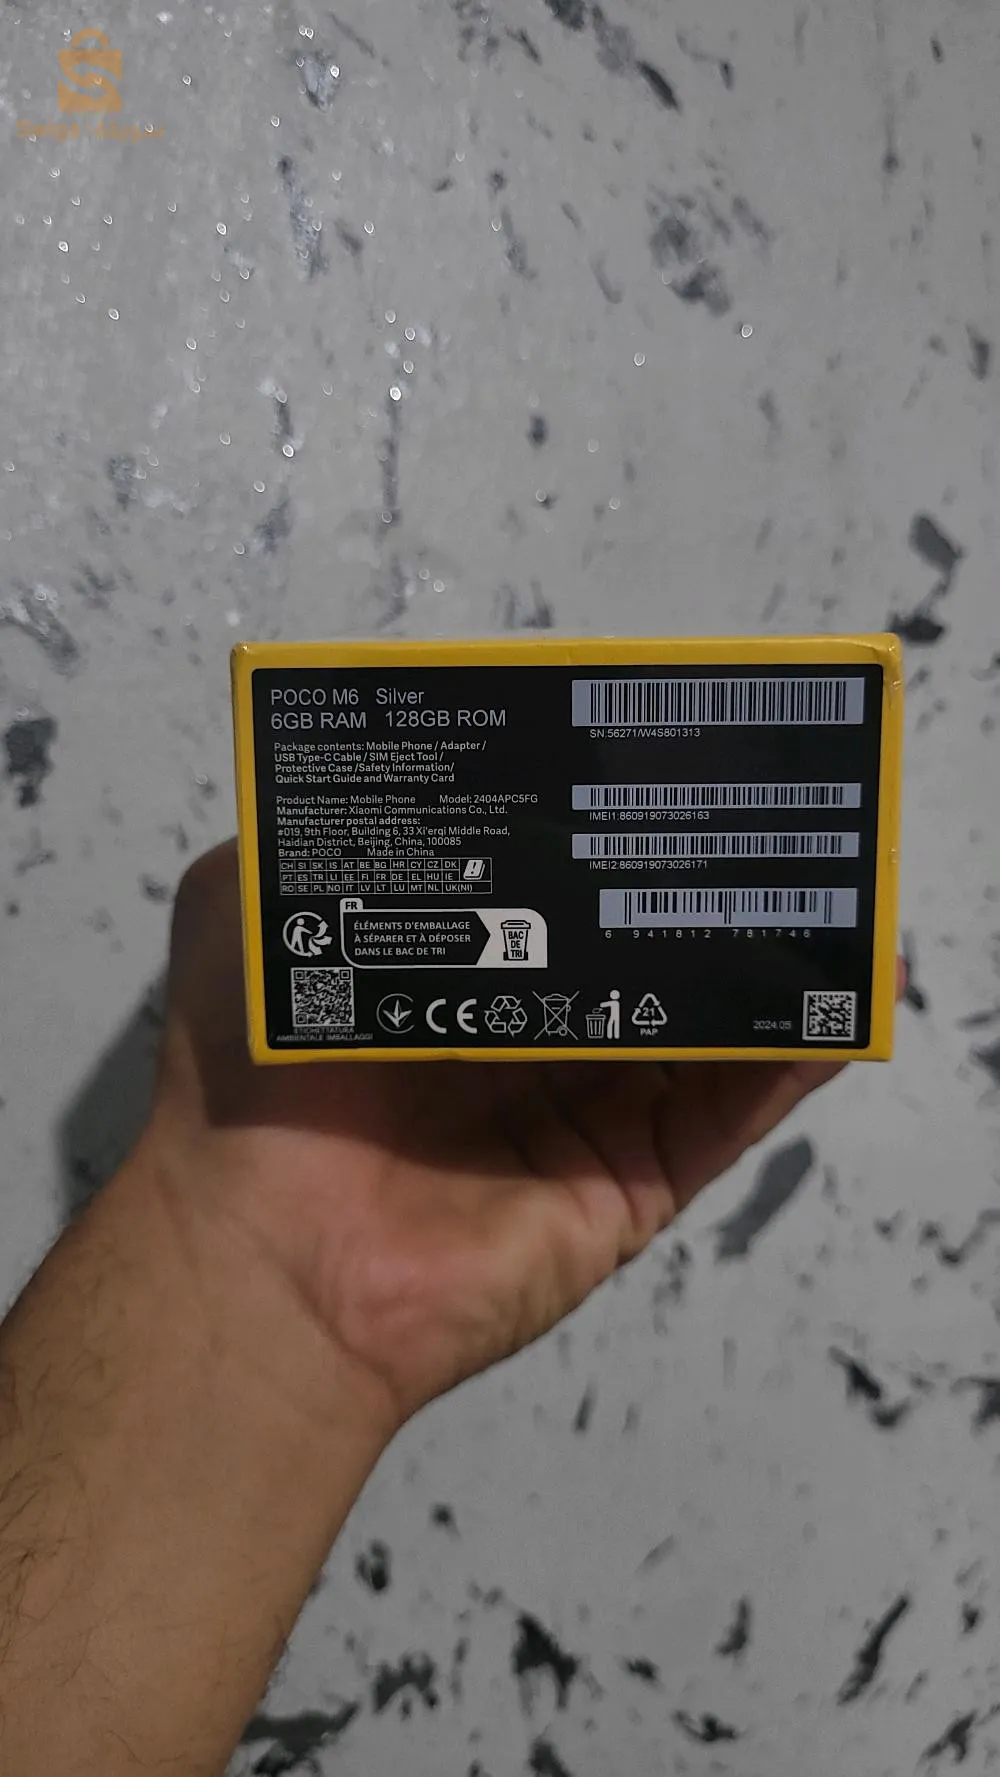 POCO M6 Silver
6GB RAM 128GB ROM
Package contents: Mobile Phone / Adapter /
USB Type-C Cable / SIM Eject Tool /
Protective Case /Safety Information/
Quick Start Guide and Warranty Card
Product Name: Mobile Phone Model: 2404APC5FG
Manufacturer: Xiaomi Communications Co., Ltd.
Manufacturer postal address:
#019, 9th Floor, Building 6, 33 Xi'erqi Middle Road,
Haidian District, Beijing, China, 100085
Brand: POCO Made in China
CH SI SK IS AT BE BG HR CY CZ DK
PT ES TR LI EE FI FR DE EL HU IE
RO SE PL NO IT LV LT LU MT NL UK(NI)
FR
ÉLÉMENTS D'EMBALLAGE
À SÉPARER ET À DÉPOSER
DANS LE BAC DE TRI
BAC
DE
TRI
ETICHETTATURA
AMBIENTALE IMBALLAGGI
CE
21
PAP
SN:56271/W4S801313
IMEI1:860919073026163
IMEI2:860919073026171
6 941812 781746
2024.05